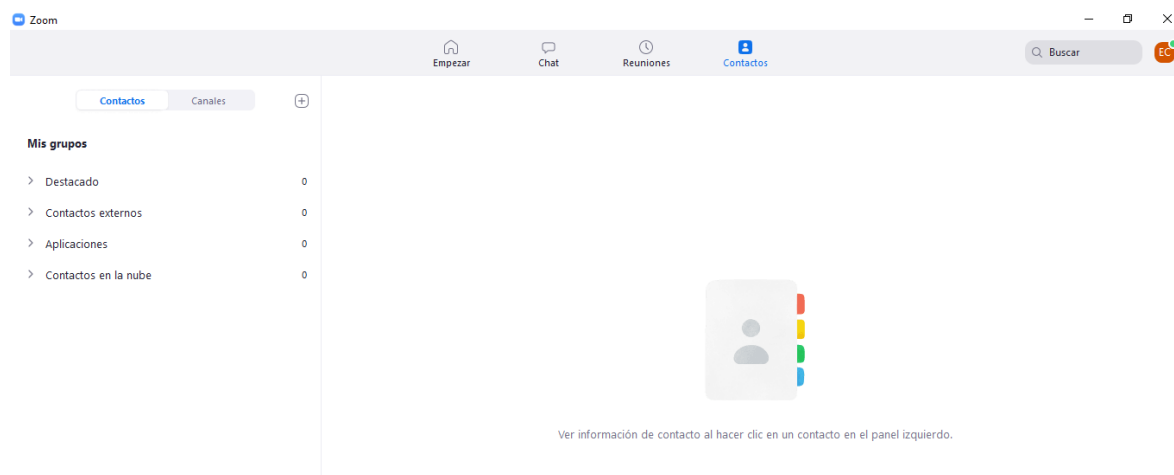 Zoom
Empezar Chat Reuniones Contactos Buscar EC
Contactos Canales
Mis grupos
Destacado 0
Contactos externos 0
Aplicaciones 0
Contactos en la nube 0
Ver información de contacto al hacer clic en un contacto en el panel izquierdo.